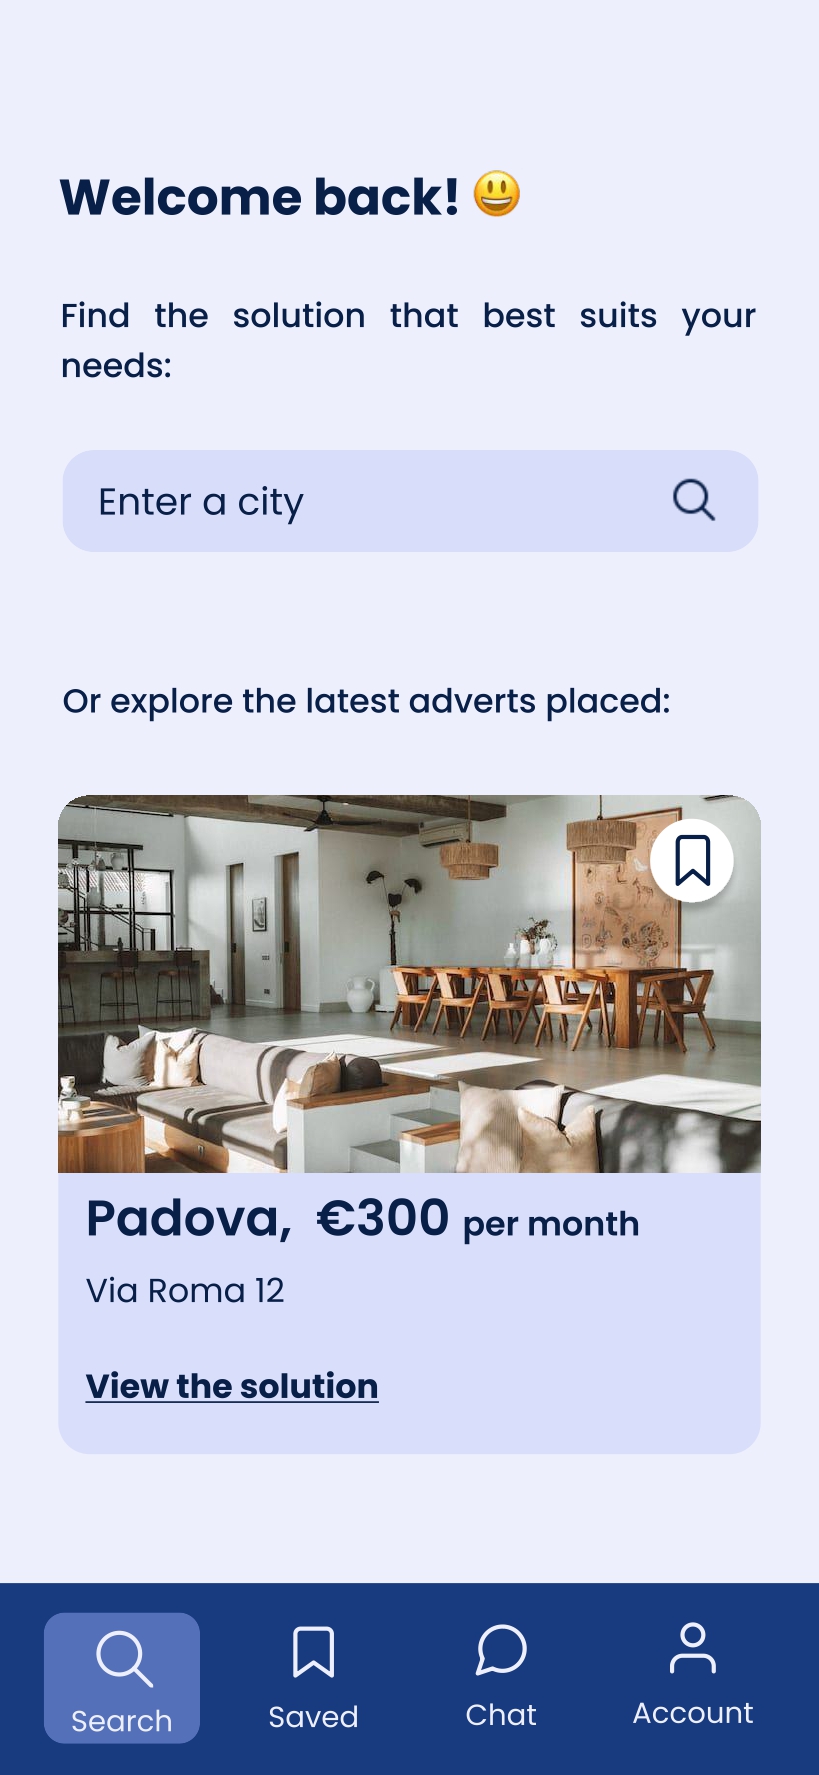 Welcome back! 😃
Find the solution that best suits your
needs:
Enter a city
Or explore the latest adverts placed:
Padova, €300 per month
Via Roma 12
View the solution
Search
Saved
Chat
Account